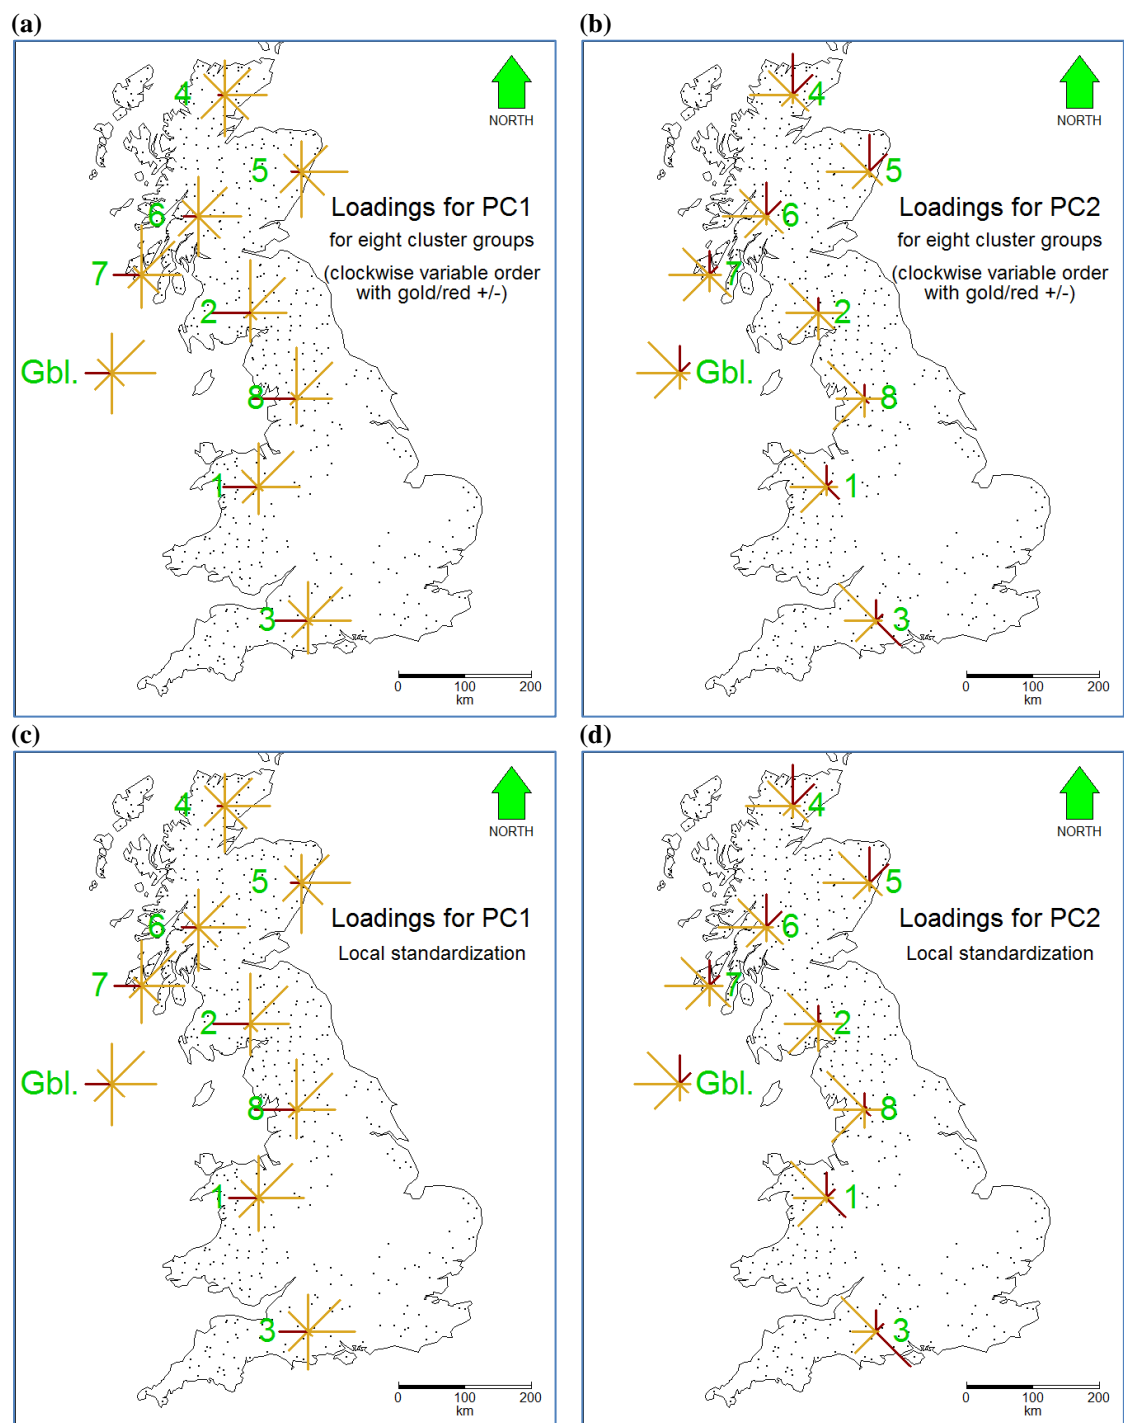 (a)
4
NORTH
5
6
Loadings for PC1
for eight cluster groups
(clockwise variable order
with gold/red +/-)
7
2
Gbl.
8
1
3
0 100 200
km
(b)
4
NORTH
5
6
Loadings for PC2
for eight cluster groups
(clockwise variable order
with gold/red +/-)
7
2
Gbl.
8
1
3
0 100 200
km
(c)
4
NORTH
5
6
Loadings for PC1
Local standardization
7
2
Gbl.
8
1
3
0 100 200
km
(d)
4
NORTH
5
6
Loadings for PC2
Local standardization
7
2
Gbl.
8
1
3
0 100 200
km